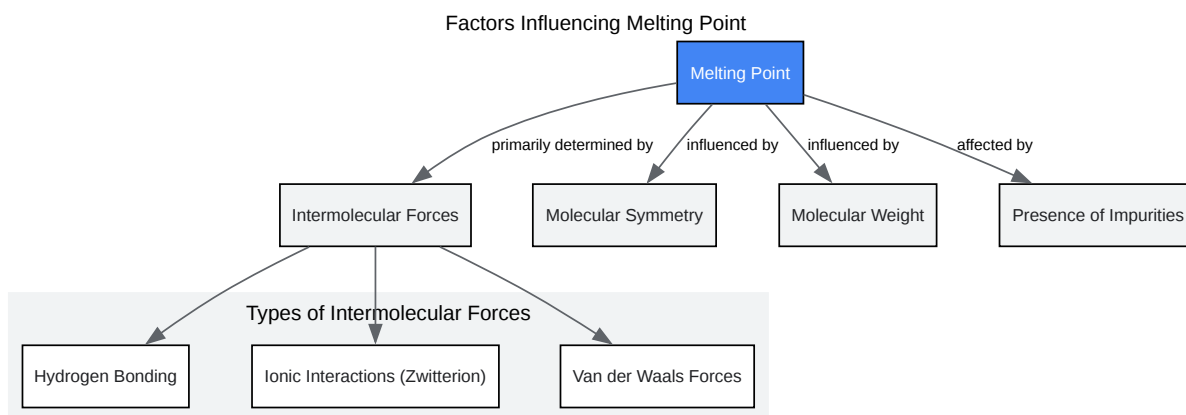 Factors Influencing Melting Point
Melting Point
primarily determined by
influenced by
influenced by
affected by
Intermolecular Forces
Molecular Symmetry
Molecular Weight
Presence of Impurities
Types of Intermolecular Forces
Hydrogen Bonding
Ionic Interactions (Zwitterion)
Van der Waals Forces